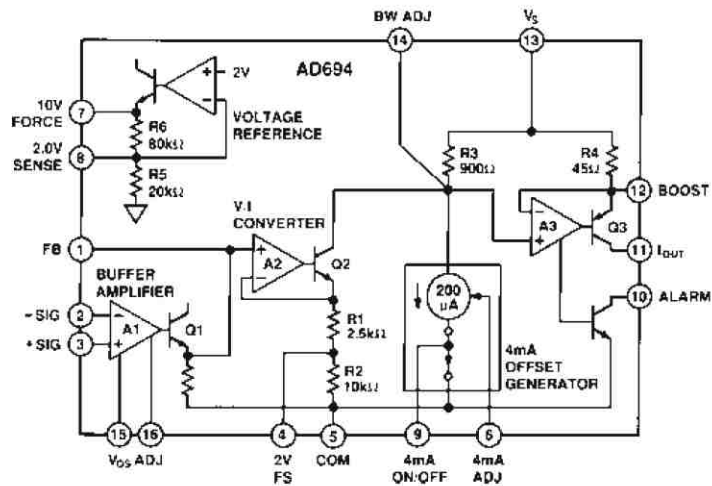 BW ADJ
14
VS
13
AD694
10V
FORCE
7
2V
VOLTAGE
REFERENCE
R6
80kΩ
2.0V
SENSE
8
R5
20kΩ
R3
900Ω
R4
45Ω
12
BOOST
V-I
CONVERTER
FB
1
A2
Q2
A3
Q3
11
IOUT
BUFFER
AMPLIFIER
-SIG
2
+SIG
3
A1
Q1
200
µA
10
ALARM
R1
2.5kΩ
R2
10kΩ
4mA
OFFSET
GENERATOR
15
16
4
5
9
6
VOS ADJ
2V
FS
COM
4mA
ON/OFF
4mA
ADJ